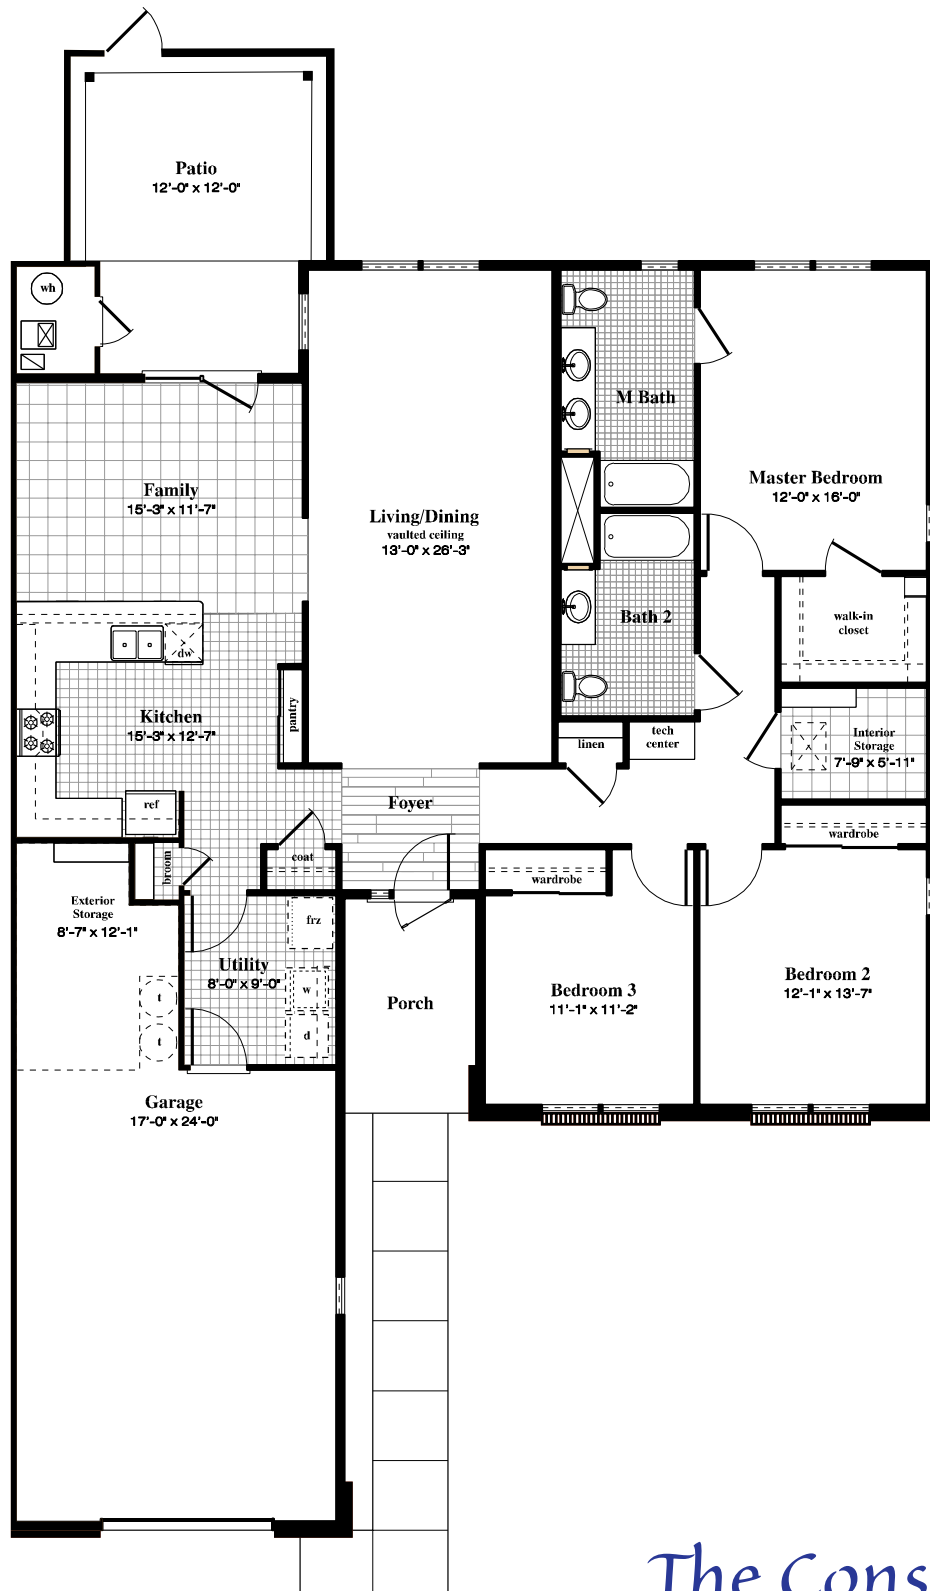 Patio
12'-0" x 12'-0"
wh
M Bath
Master Bedroom
12'-0" x 16'-0"
Family
15'-3" x 11'-7"
Living/Dining
vaulted ceiling
13'-0" x 26'-3"
Bath 2
walk-in
closet
dw
Kitchen
15'-3" x 12'-7"
pantry
linen
tech
center
Interior
Storage
7'-9" x 5'-11"
ref
Foyer
wardrobe
broom
coat
wardrobe
Exterior
Storage
8'-7" x 12'-1"
frz
Utility
8'-0" x 9'-0"
w
t
t
d
Porch
Bedroom 3
11'-1" x 11'-2"
Bedroom 2
12'-1" x 13'-7"
Garage
17'-0" x 24'-0"
The Cons